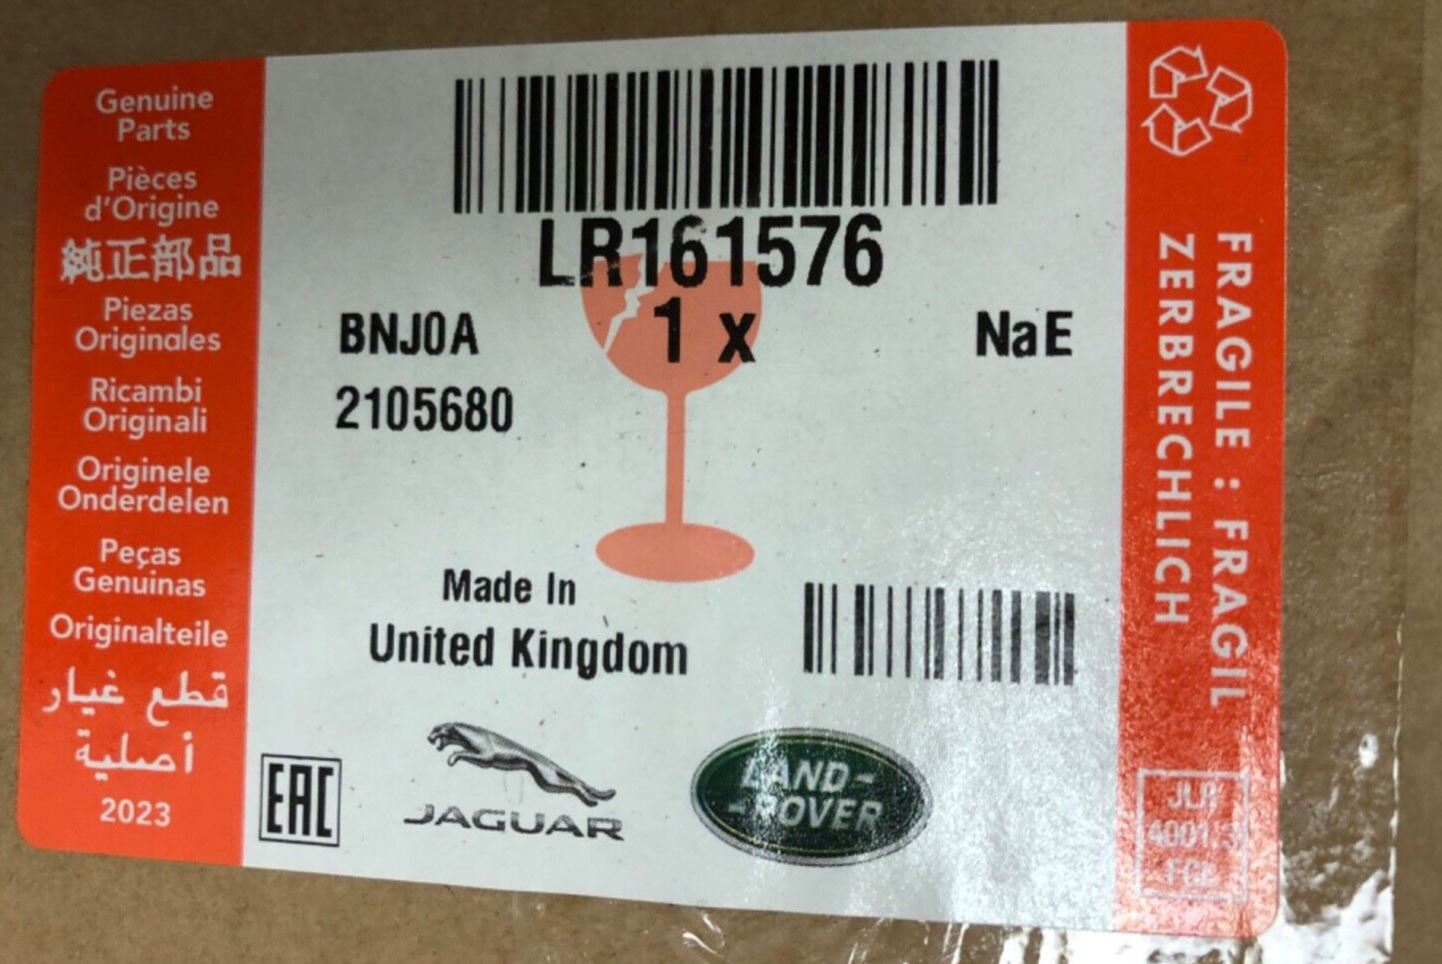 Genuine
Parts
Pièces
d'Origine
純正部品
Piezas
Originales
Ricambi
Originali
Originele
Onderdelen
Peças
Genuinas
Originalteile
قطع غيار
أصلية
2023
LR161576
1 x
BNJ0A
NaE
2105680
Made In
United Kingdom
EAC
JAGUAR
LAND-
-ROVER
FRAGILE : FRAGIL
ZERBRECHLICH
JLR